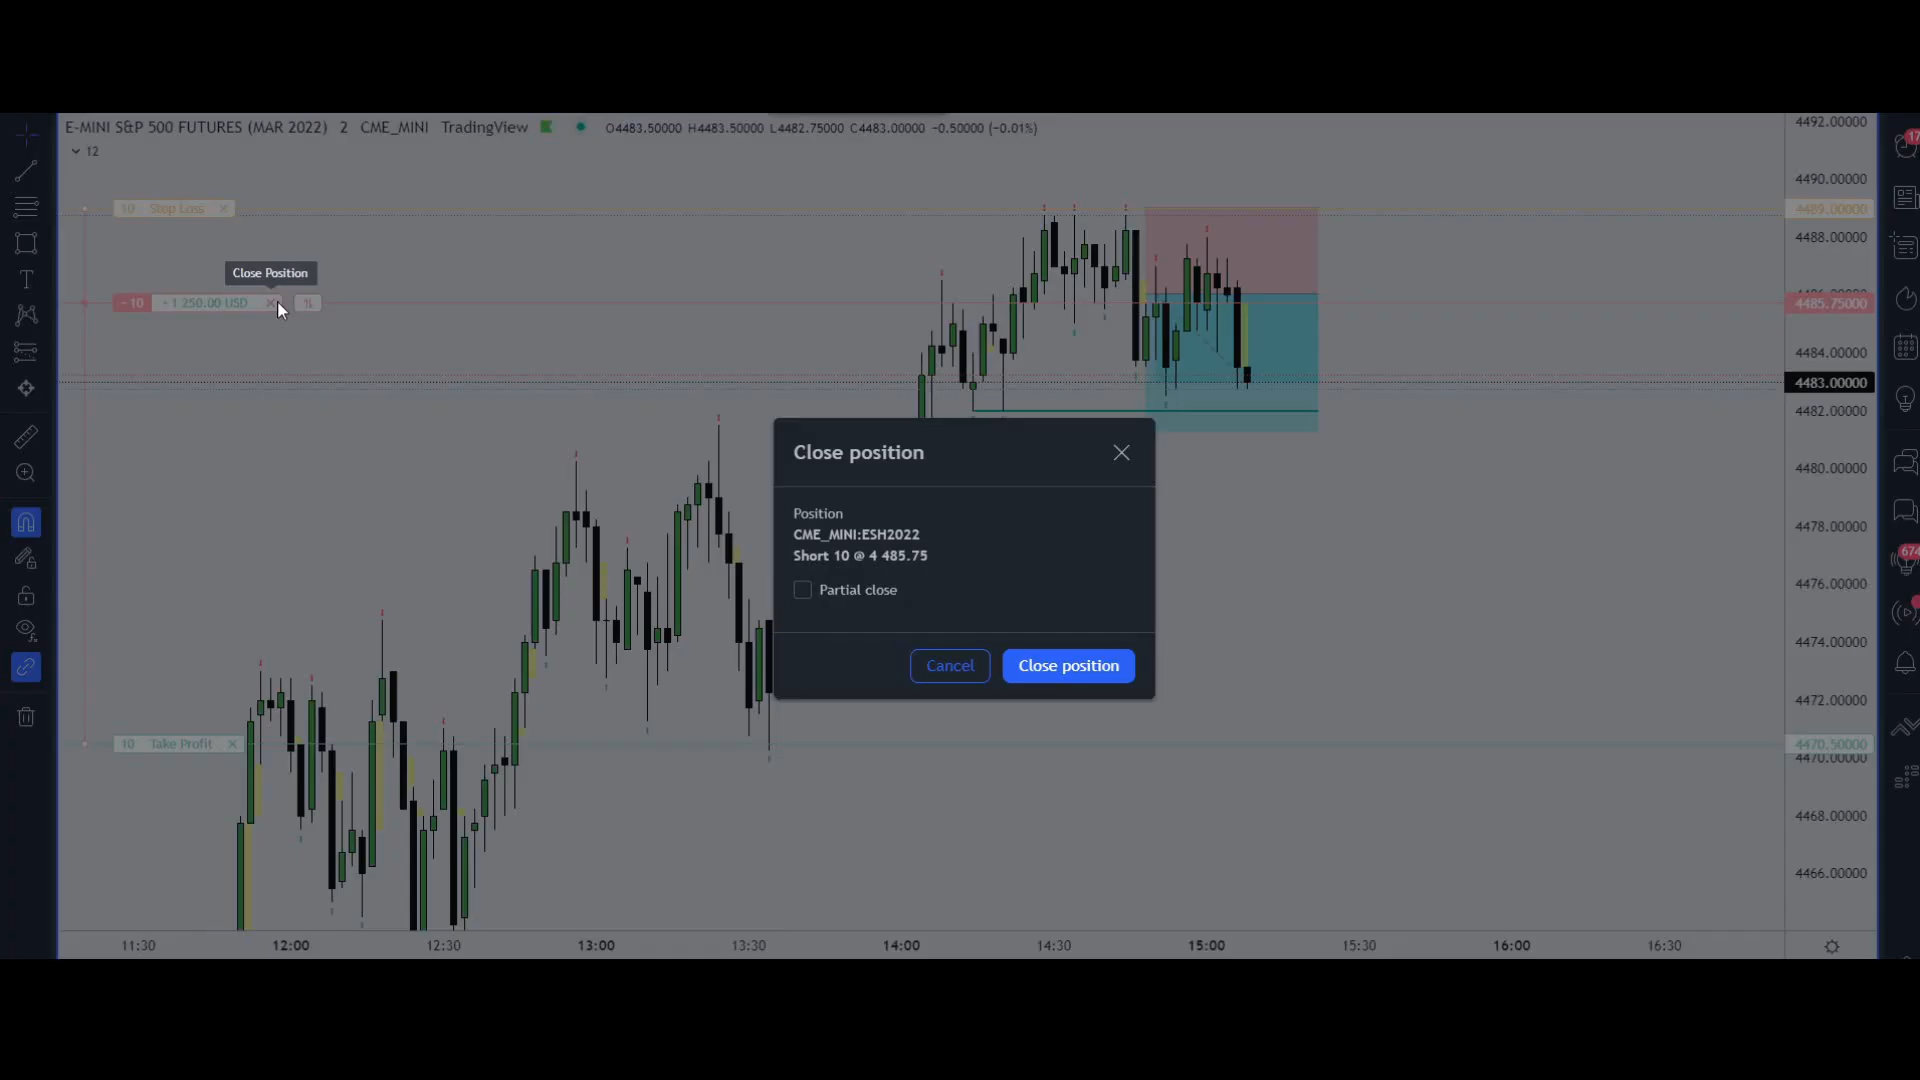 E-MINI S&P 500 FUTURES (MAR 2022) 2 CME_MINI TradingView O4483.50000 H4483.50000 L4482.75000 C4483.00000 −0.50000 (−0.01%)
12
4492.00000
4490.00000
10 Stop Loss
4489.00000
4488.00000
Close Position
-10 +1 250.00 USD
4485.75000
4484.00000
4483.00000
4482.00000
Close position
Position
CME_MINI:ESH2022
Short 10 @ 4 485.75
Partial close
Cancel Close position
4480.00000
4478.00000
4476.00000
4474.00000
4472.00000
10 Take Profit
4470.50000
4470.00000
4468.00000
4466.00000
11:30 12:00 12:30 13:00 13:30 14:00 14:30 15:00 15:30 16:00 16:30
17
674